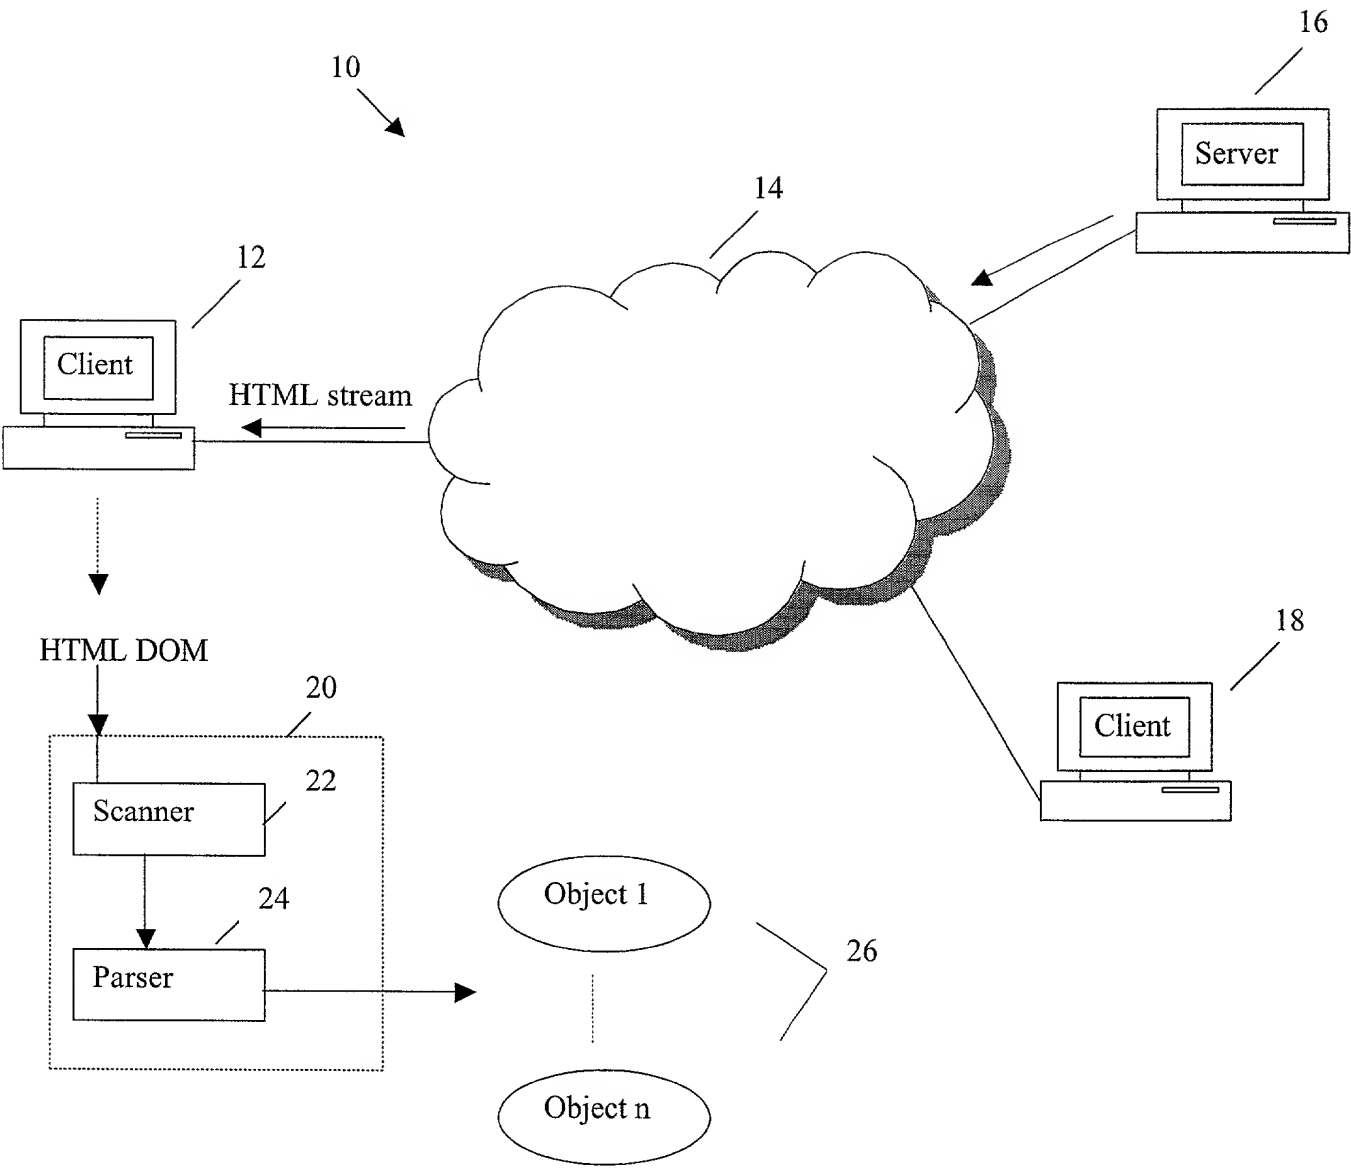 16
10
Server
14
12
Client
HTML stream
18
HTML DOM
20
Client
22
Scanner
24
Object 1
26
Parser
Object n